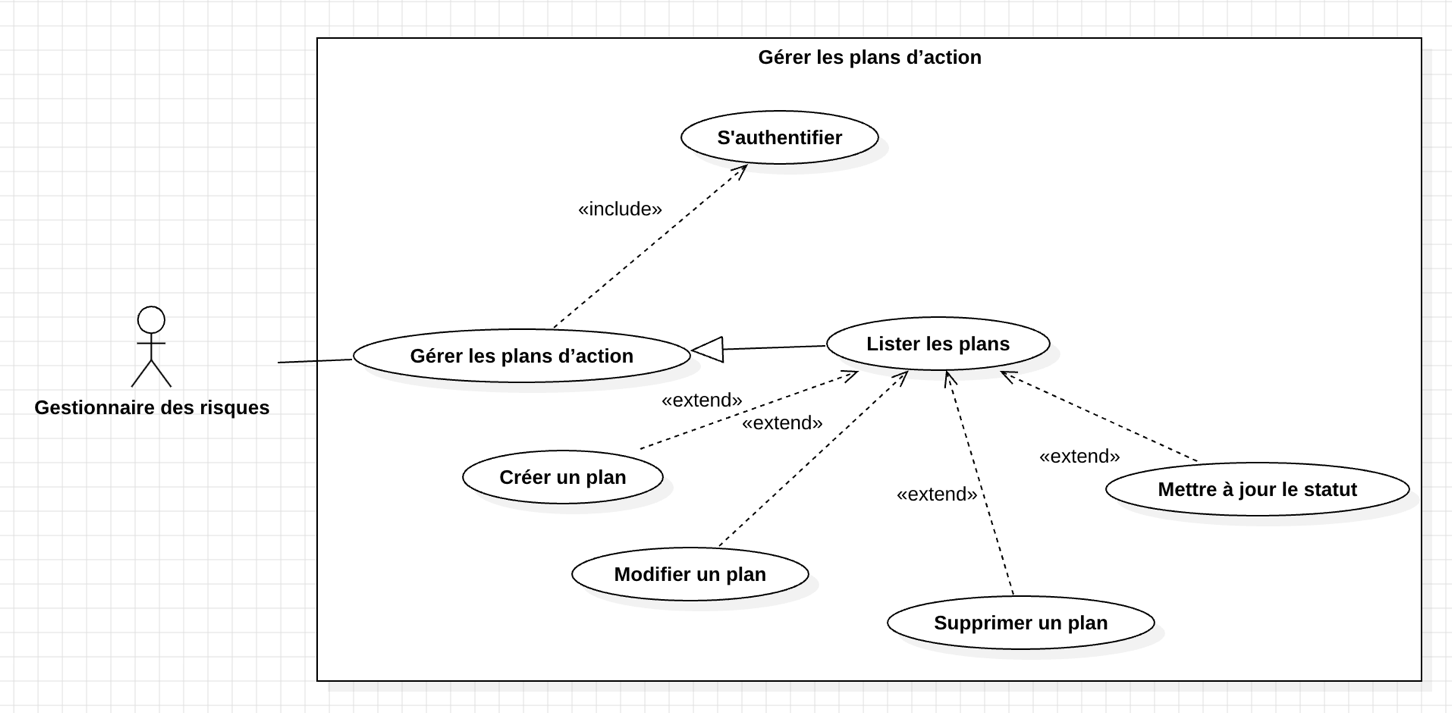 Gérer les plans d’action
S'authentifier
«include»
Gérer les plans d’action
Lister les plans
Gestionnaire des risques
«extend»
«extend»
«extend»
«extend»
Créer un plan
Mettre à jour le statut
Modifier un plan
Supprimer un plan